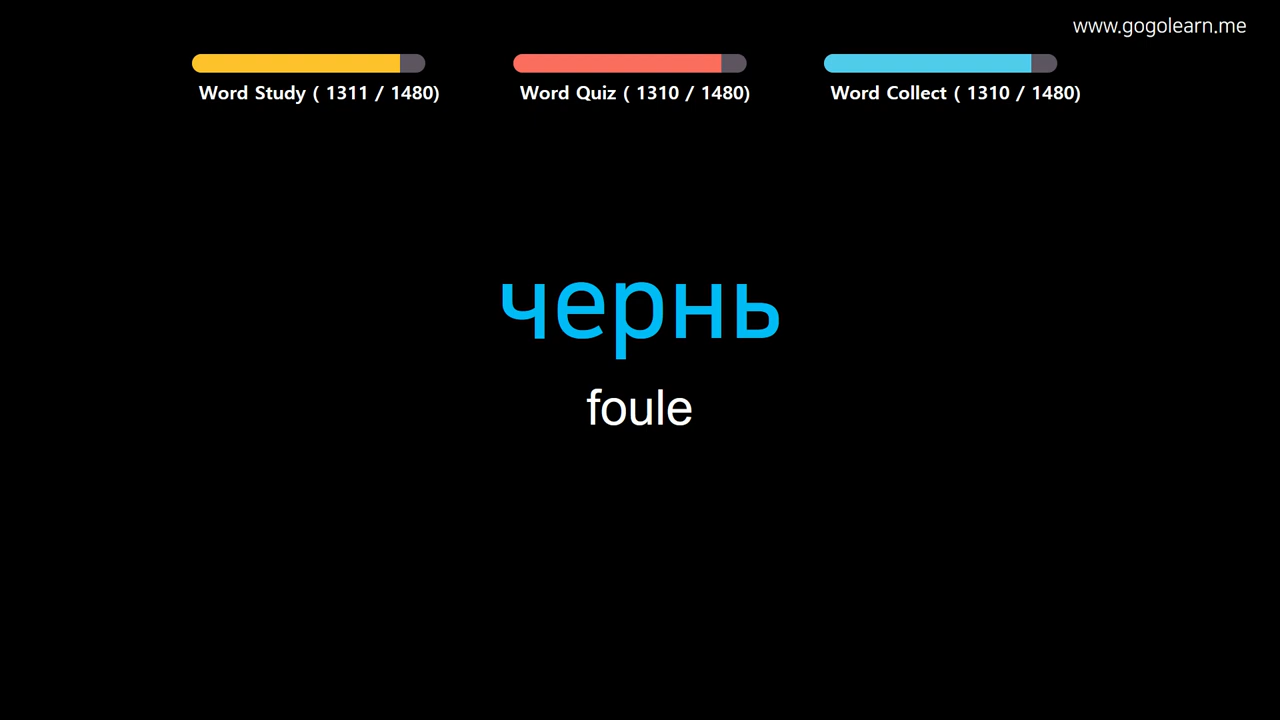 www.gogolearn.me
Word Study ( 1311 / 1480)
Word Quiz ( 1310 / 1480)
Word Collect ( 1310 / 1480)
чернь
foule